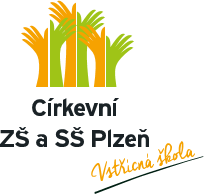 Církevní
ZŠ a SŠ Plzeň
Vstřícná škola